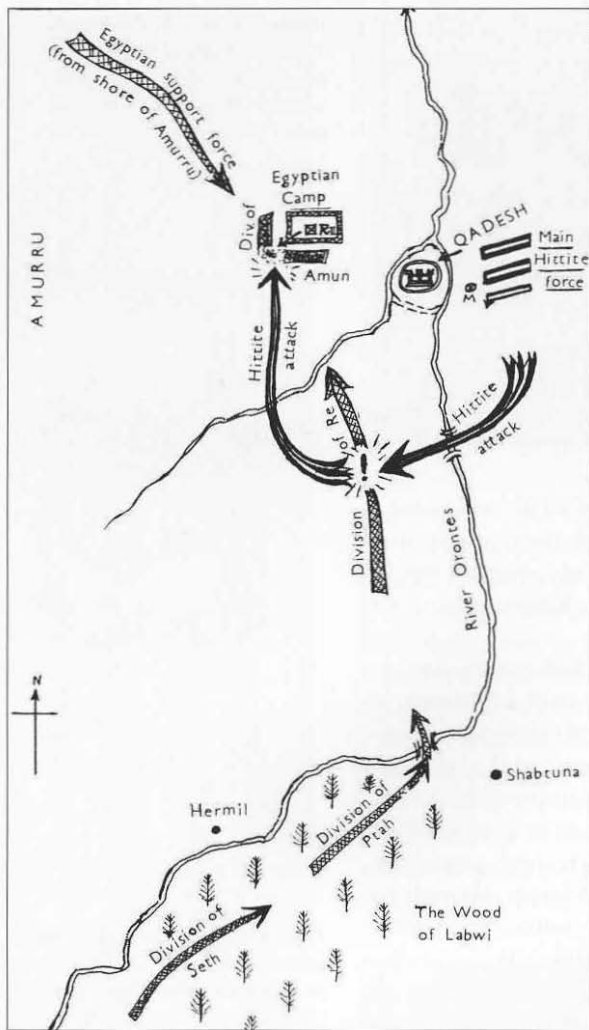 Egyptian support force
(from shore of Amurru)
Egyptian
Camp
Div. of
Amun
QADESH
Main
Hittite
force
AMURRU
Hittite
attack
Hittite
attack
of Re
!
Division
River Orontes
N
Shabtuna
Hermil
Division of
Ptah
Division of
Seth
The Wood
of Labwi